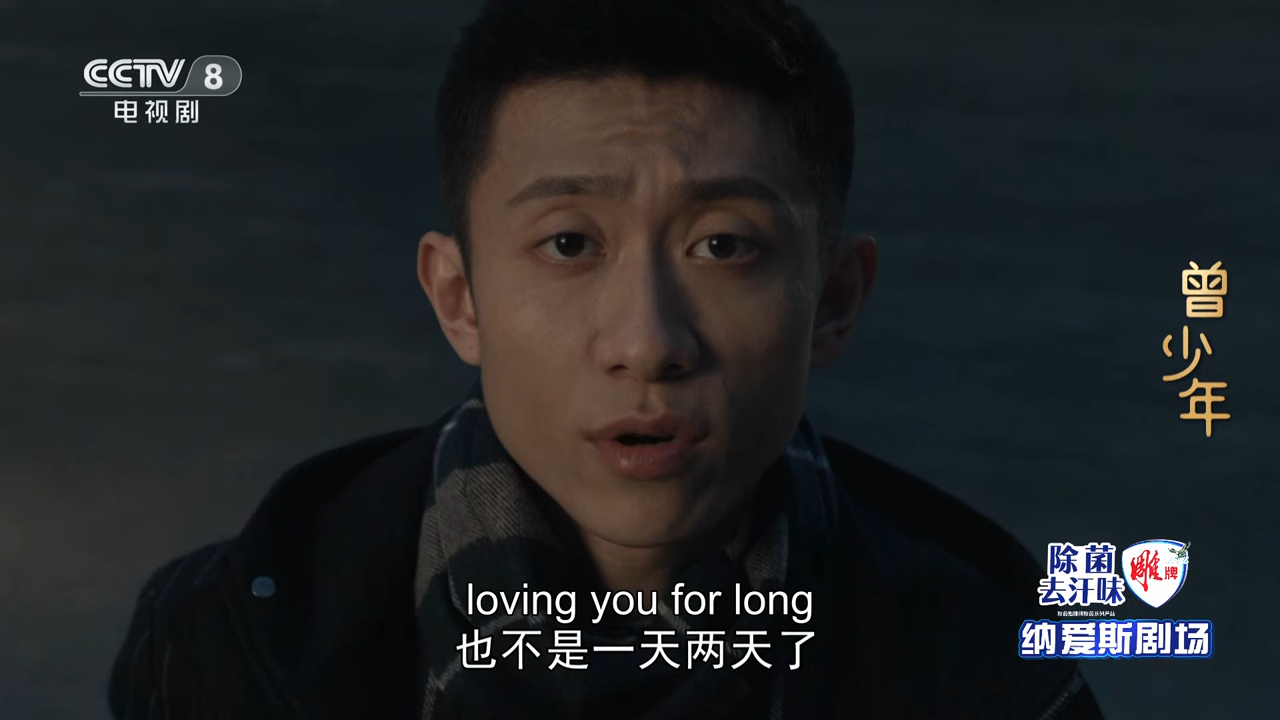 CCTV 8
电视剧
曾少年
除菌
去汗味
雕牌
纳爱斯剧场
loving you for long
也不是一天两天了